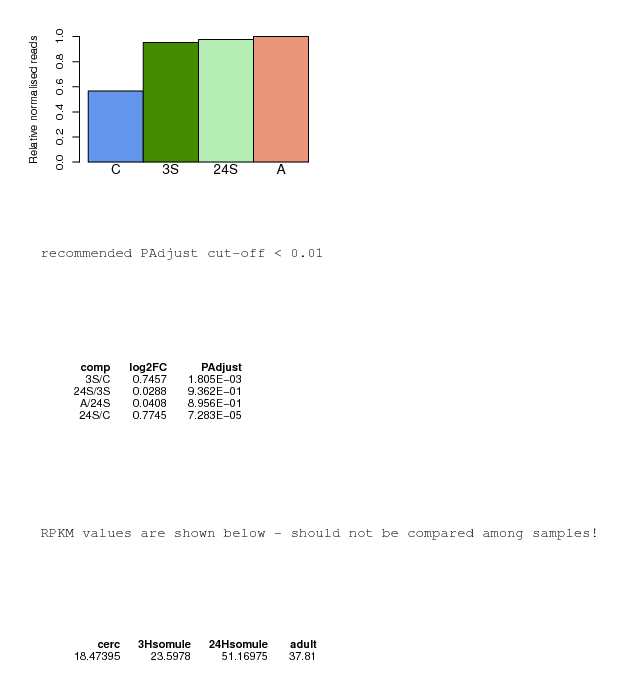 Relative normalised reads
1.0
0.8
0.6
0.4
0.2
0.0
C 3S 24S A
recommended PAdjust cut-off < 0.01
comp log2FC PAdjust
3S/C 0.7457 1.805E-03
24S/3S 0.0288 9.362E-01
A/24S 0.0408 8.956E-01
24S/C 0.7745 7.283E-05
RPKM values are shown below - should not be compared among samples!
cerc 3Hsomule 24Hsomule adult
18.47395 23.5978 51.16975 37.81